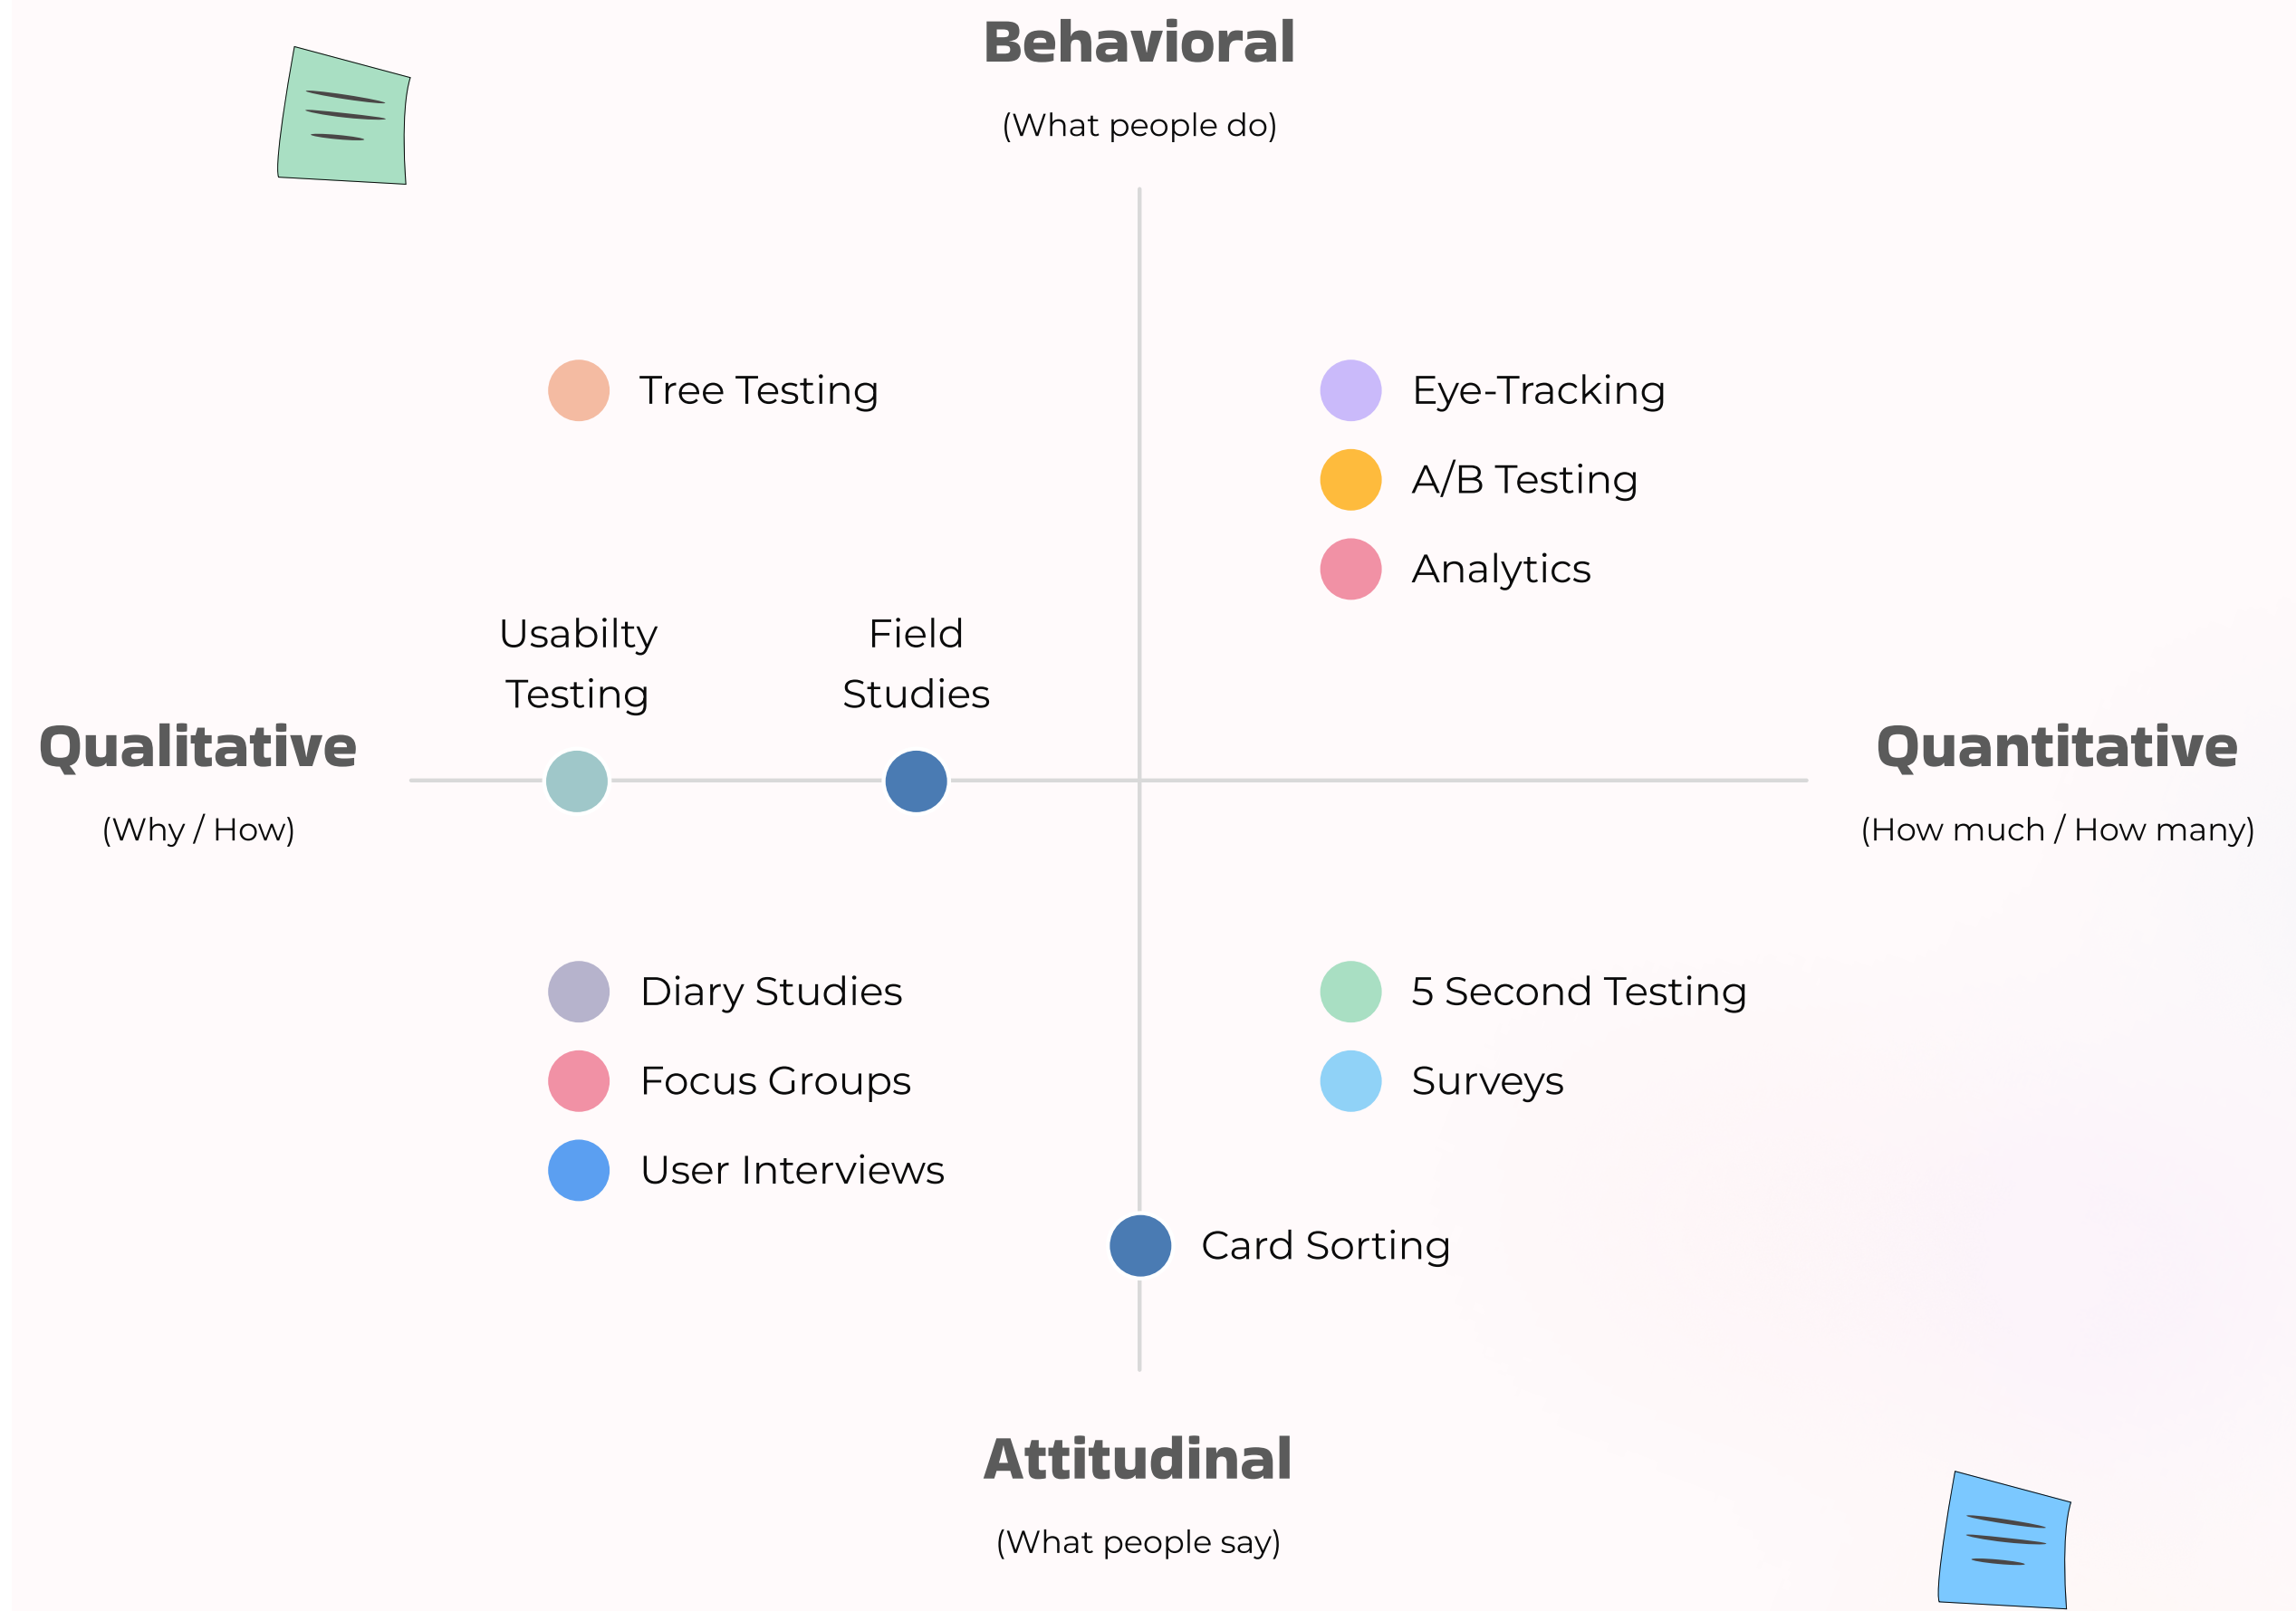 Behavioral
(What people do)
Tree Testing
Eye-Tracking
A/B Testing
Analytics
Usabilty
Testing
Field
Studies
Qualitative
(Why / How)
Quantitative
(How much / How many)
Diary Studies
Focus Groups
User Interviews
5 Second Testing
Surveys
Card Sorting
Attitudinal
(What people say)